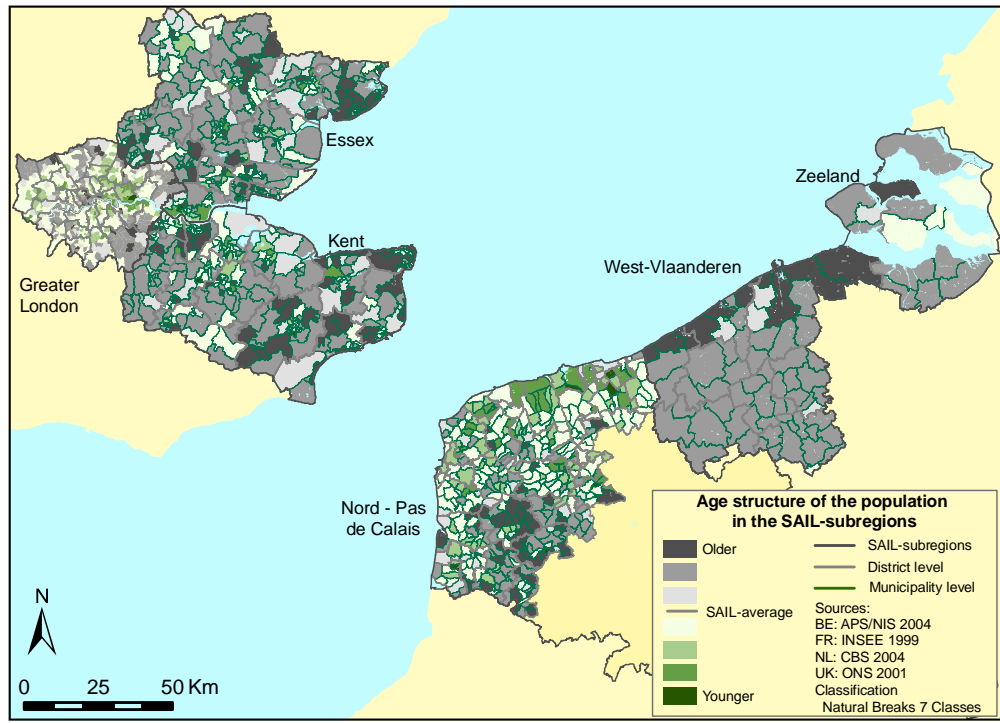 Essex
Zeeland
Kent
West-Vlaanderen
Greater
London
Nord - Pas
de Calais
N
0 25 50 Km
Age structure of the population
in the SAIL-subregions
Older
SAIL-average
Younger
SAIL-subregions
District level
Municipality level
Sources:
BE: APS/NIS 2004
FR: INSEE 1999
NL: CBS 2004
UK: ONS 2001
Classification
Natural Breaks 7 Classes